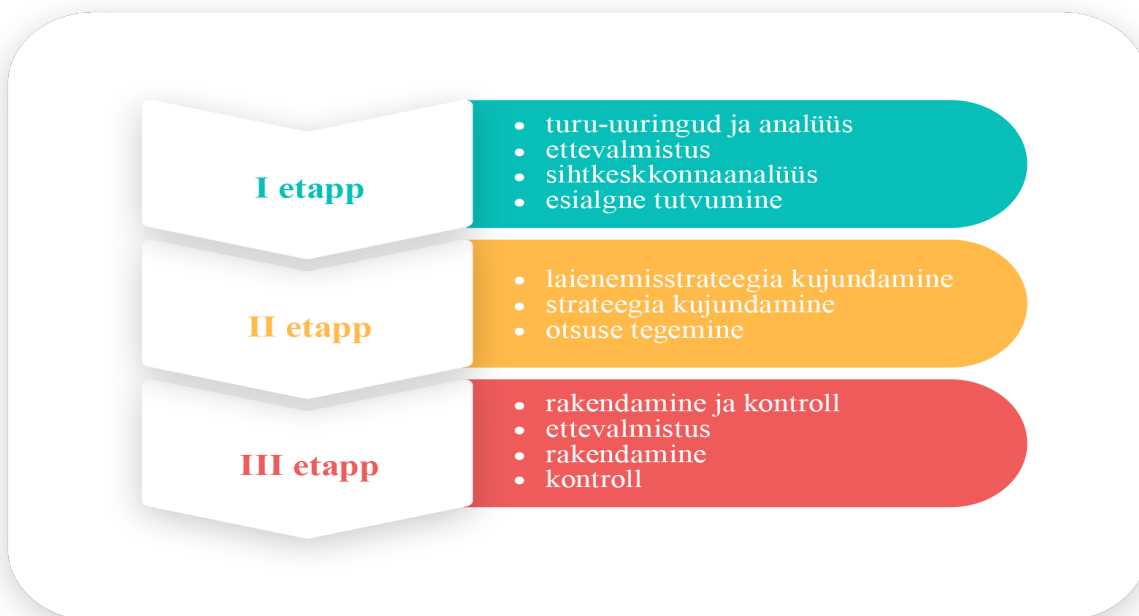 I etapp
• turu-uuringud ja analüüs
• ettevalmistus
• sihtkeskkonnaanalüüs
• esialgne tutvumine
II etapp
• laienemisstrateegia kujundamine
• strateegia kujundamine
• otsuse tegemine
III etapp
• rakendamine ja kontroll
• ettevalmistus
• rakendamine
• kontroll